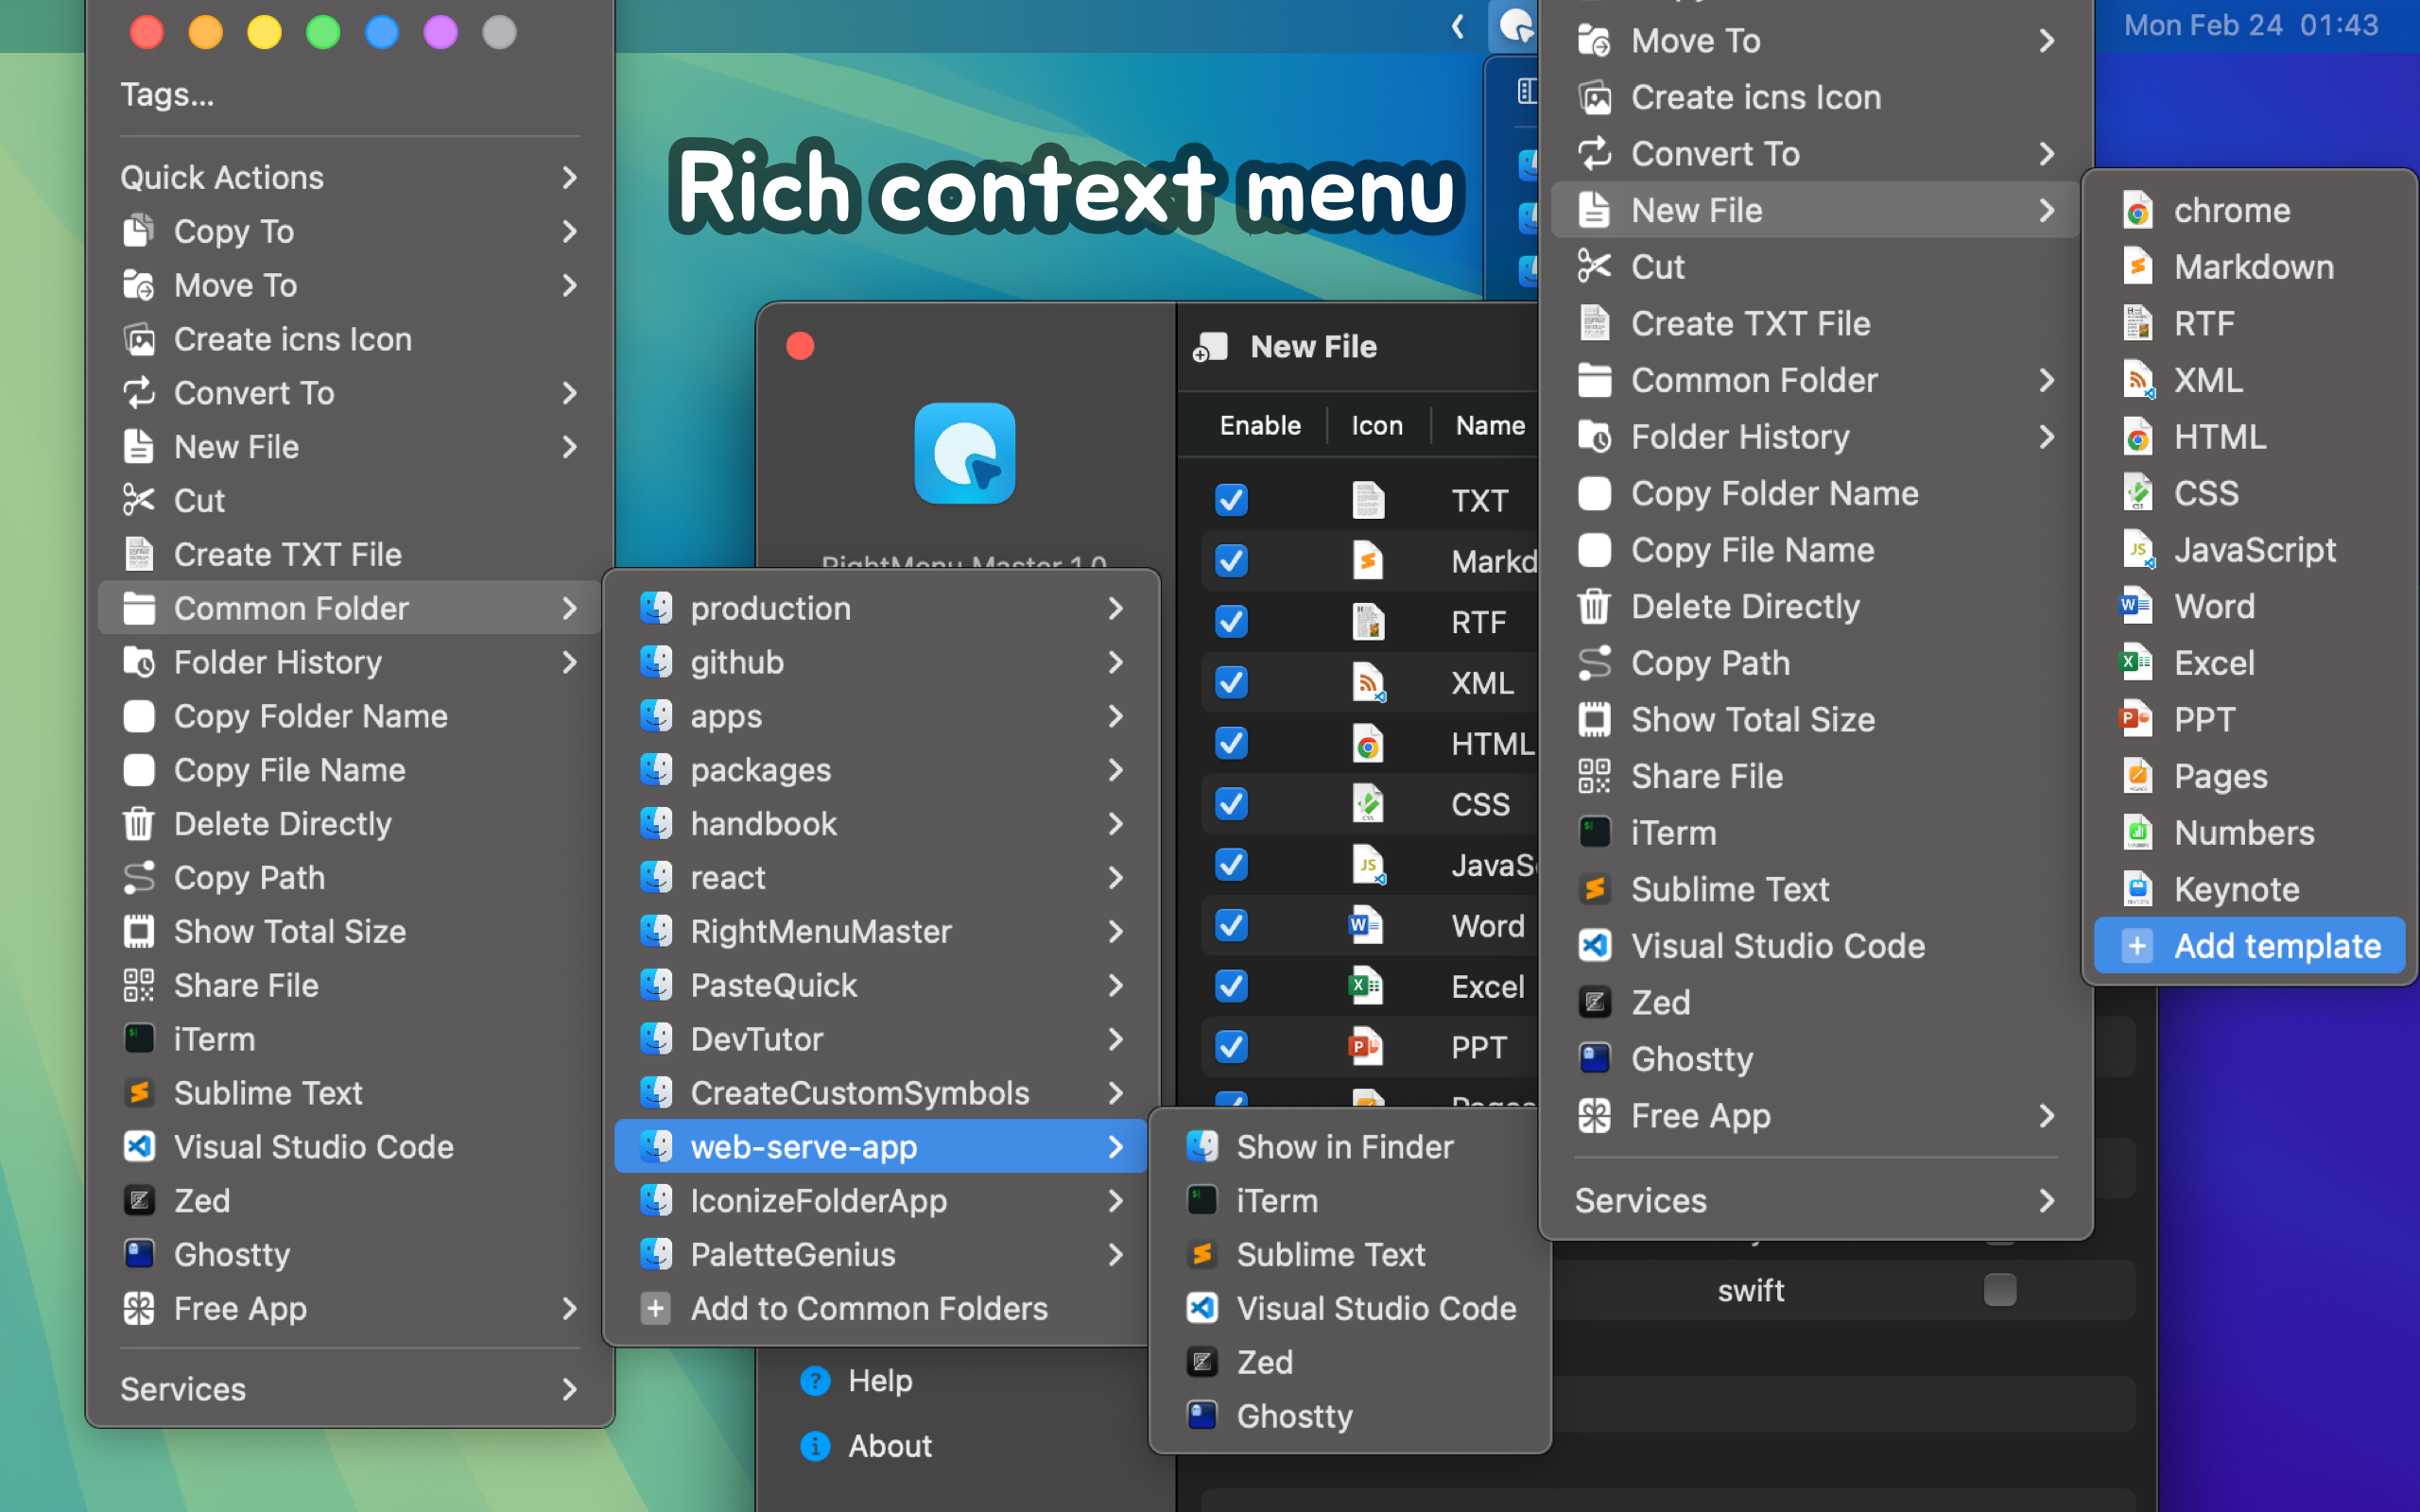 Mon Feb 24 01:43
Rich context menu
Tags...
Quick Actions
Copy To
Move To
Create icns Icon
Convert To
New File
Cut
Create TXT File
Common Folder
Folder History
Copy Folder Name
Copy File Name
Delete Directly
Copy Path
Show Total Size
Share File
iTerm
Sublime Text
Visual Studio Code
Zed
Ghostty
Free App
Services
production
github
apps
packages
handbook
react
RightMenuMaster
PasteQuick
DevTutor
CreateCustomSymbols
web-serve-app
IconizeFolderApp
PaletteGenius
Add to Common Folders
Show in Finder
iTerm
Sublime Text
Visual Studio Code
Zed
Ghostty
RightMenu Master 1.0
Help
About
New File
Enable Icon Name
TXT
Markd
RTF
XML
HTML
CSS
JavaS
Word
Excel
PPT
Pages
swift
Move To
Create icns Icon
Convert To
New File
Cut
Create TXT File
Common Folder
Folder History
Copy Folder Name
Copy File Name
Delete Directly
Copy Path
Show Total Size
Share File
iTerm
Sublime Text
Visual Studio Code
Zed
Ghostty
Free App
Services
chrome
Markdown
RTF
XML
HTML
CSS
JavaScript
Word
Excel
PPT
Pages
Numbers
Keynote
Add template